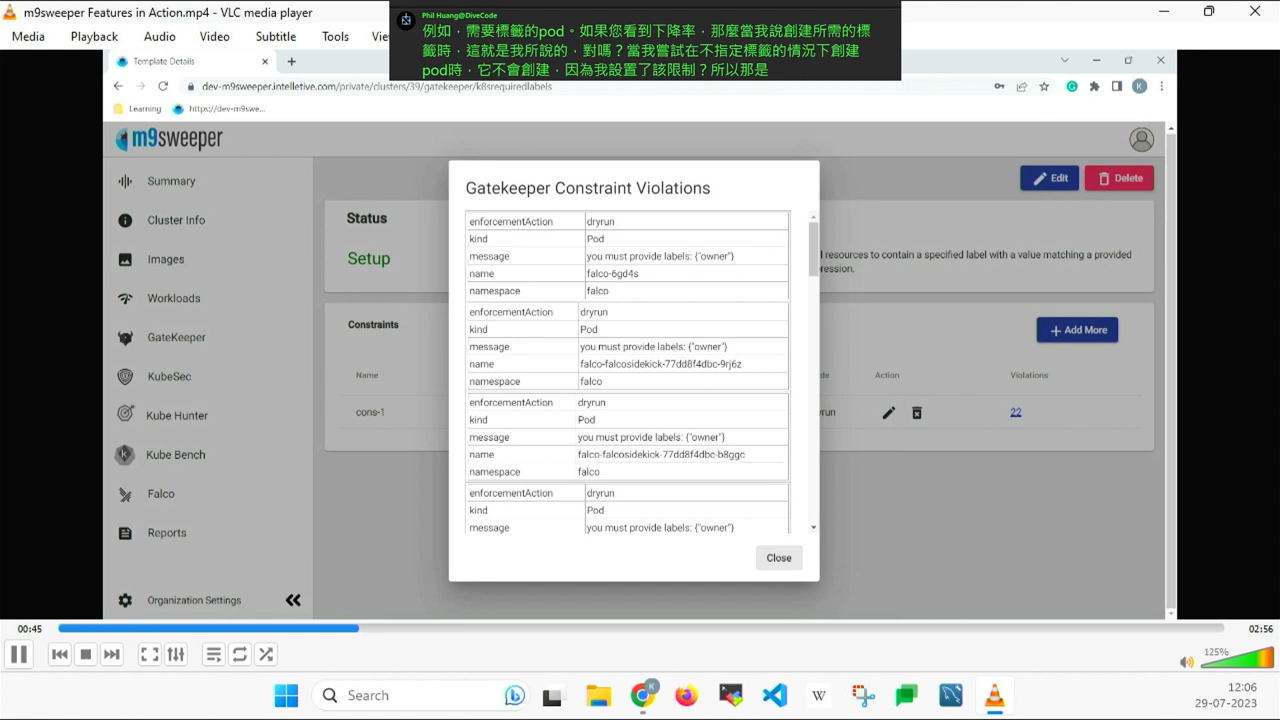 m9sweeper Features in Action.mp4 - VLC media player
Phil Huang@DiveCode
例如，需要標籤的pod。如果您看到下降率，那麼當我說創建所需的標
籤時，這就是我所說的，對嗎？當我嘗試在不指定標籤的情況下創建
pod時，它不會創建，因為我設置了該限制？所以那是
Media Playback Audio Video Subtitle Tools
Template Details
dev-m9sweeper.intelletive.com/private/clusters/39/gatekeeper/k8srequiredlabels
K
Learning https://dev-m9swe...
m9sweeper
Summary
Cluster Info
Images
Workloads
GateKeeper
KubeSec
Kube Hunter
Kube Bench
Falco
Reports
Organization Settings
Edit Delete
Status
Setup
l resources to contain a specified label with a value matching a provided
Constraints
Add More
Name Action Violations
cons-1 22
Gatekeeper Constraint Violations
enforcementAction dryrun
kind Pod
message you must provide labels: {"owner"}
name falco-6gd4s
namespace falco
enforcementAction dryrun
kind Pod
message you must provide labels: {"owner"}
name falco-falcosidekick-77dd8f4dbc-9rj6z
namespace falco
enforcementAction dryrun
kind Pod
message you must provide labels: {"owner"}
name falco-falcosidekick-77dd8f4dbc-b8ggc
namespace falco
enforcementAction dryrun
kind Pod
message you must provide labels: {"owner"}
Close
00:45 02:56
125%
Search
W
12:06
29-07-2023